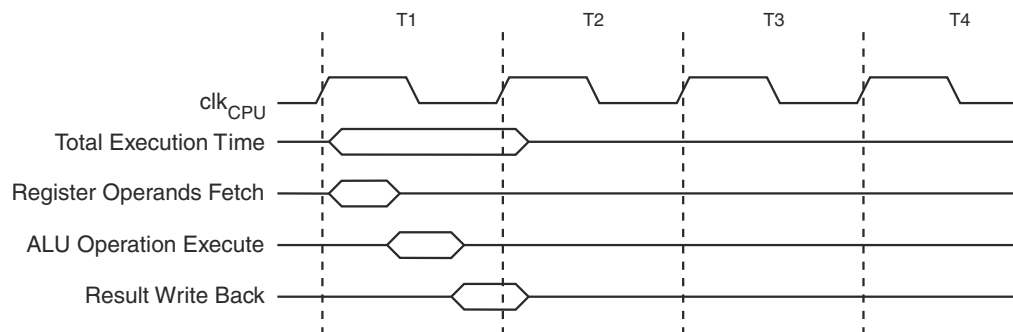 T1 T2 T3 T4
clkCPU
Total Execution Time
Register Operands Fetch
ALU Operation Execute
Result Write Back